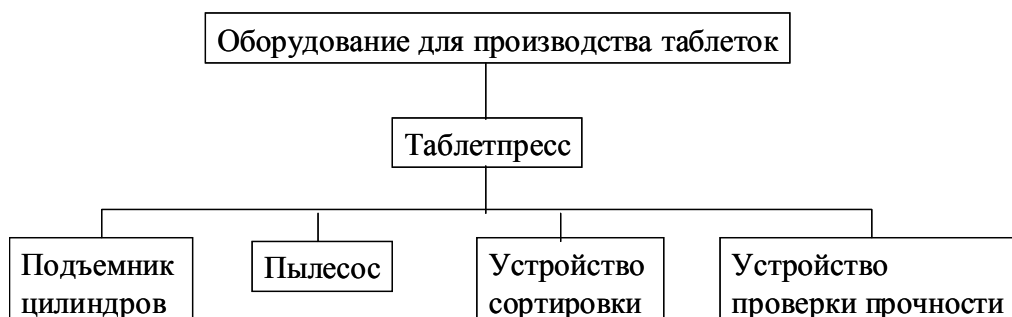 Оборудование для производства таблеток
Таблетпресс
Подъемник
цилиндров
Пылесос
Устройство
сортировки
Устройство
проверки прочности